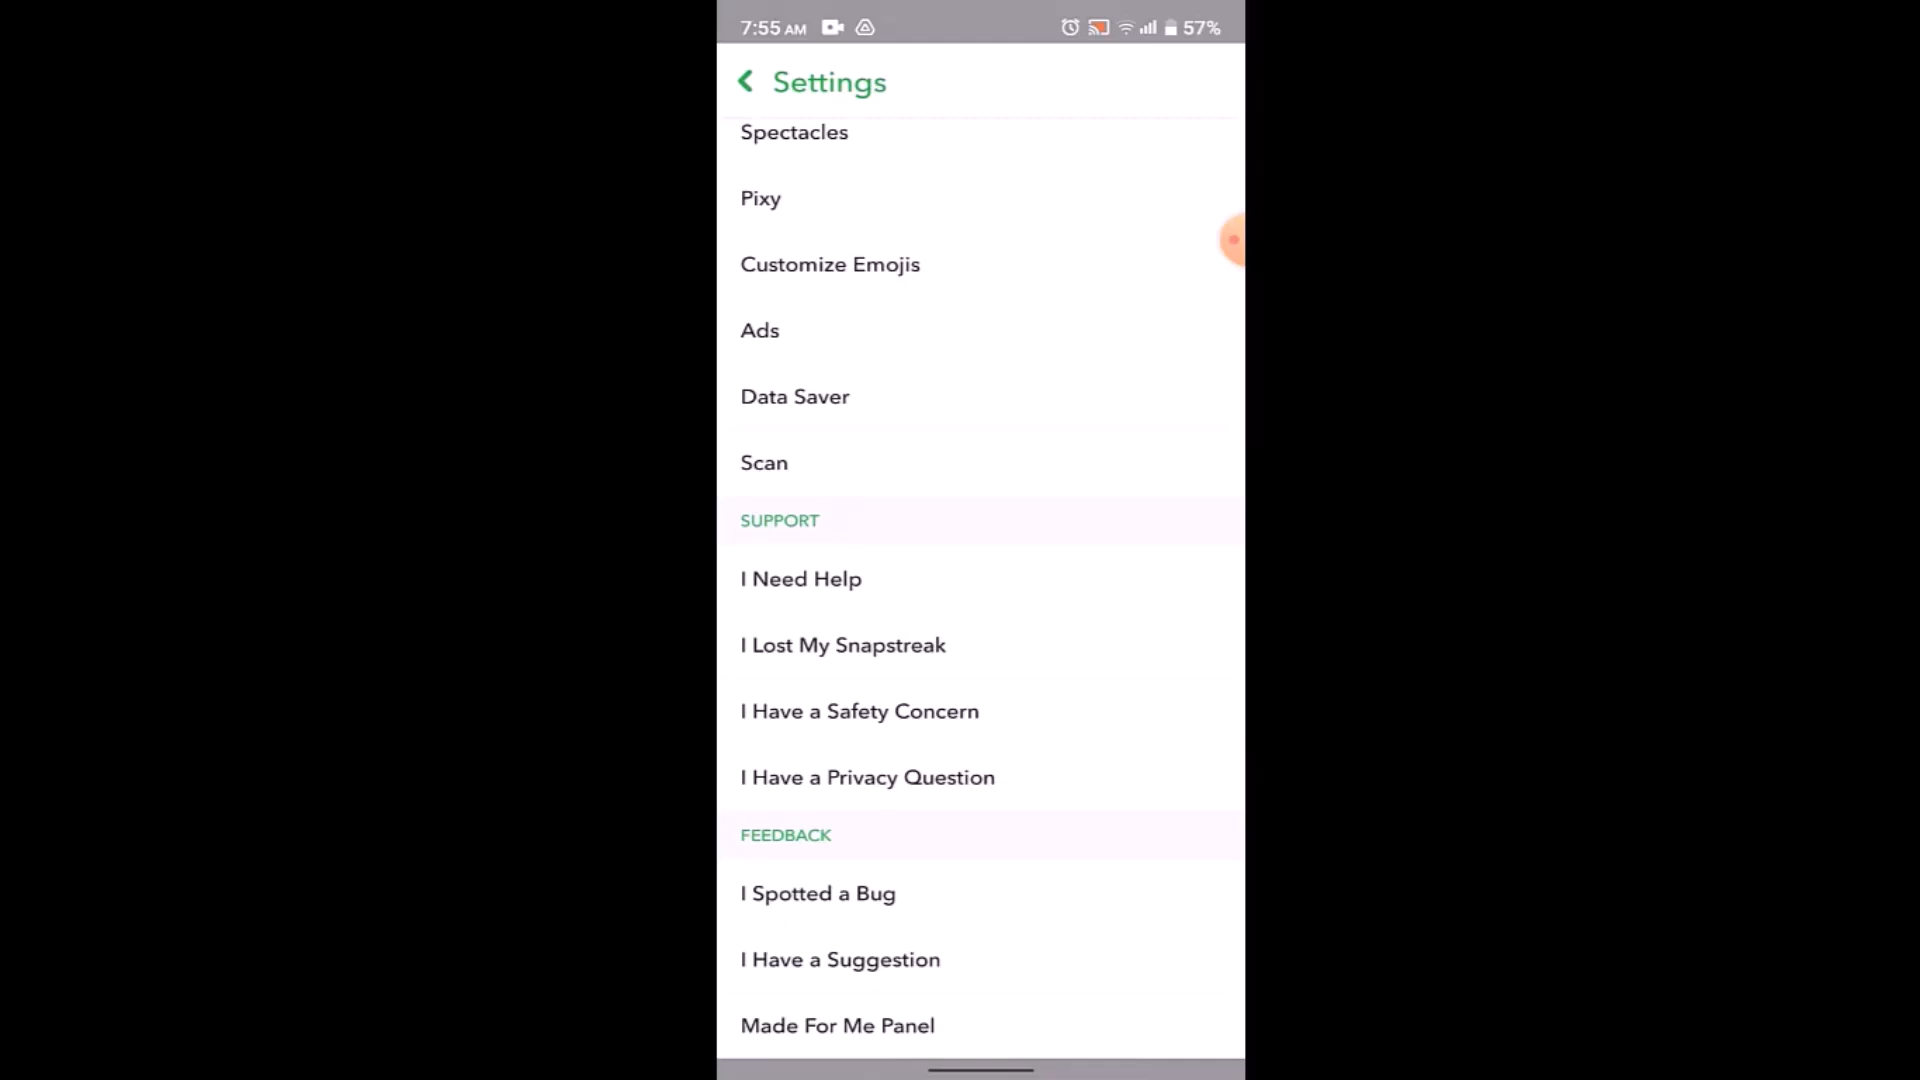 7:55 AM 57%
Settings
Spectacles
Pixy
Customize Emojis
Ads
Data Saver
Scan
SUPPORT
I Need Help
I Lost My Snapstreak
I Have a Safety Concern
I Have a Privacy Question
FEEDBACK
I Spotted a Bug
I Have a Suggestion
Made For Me Panel